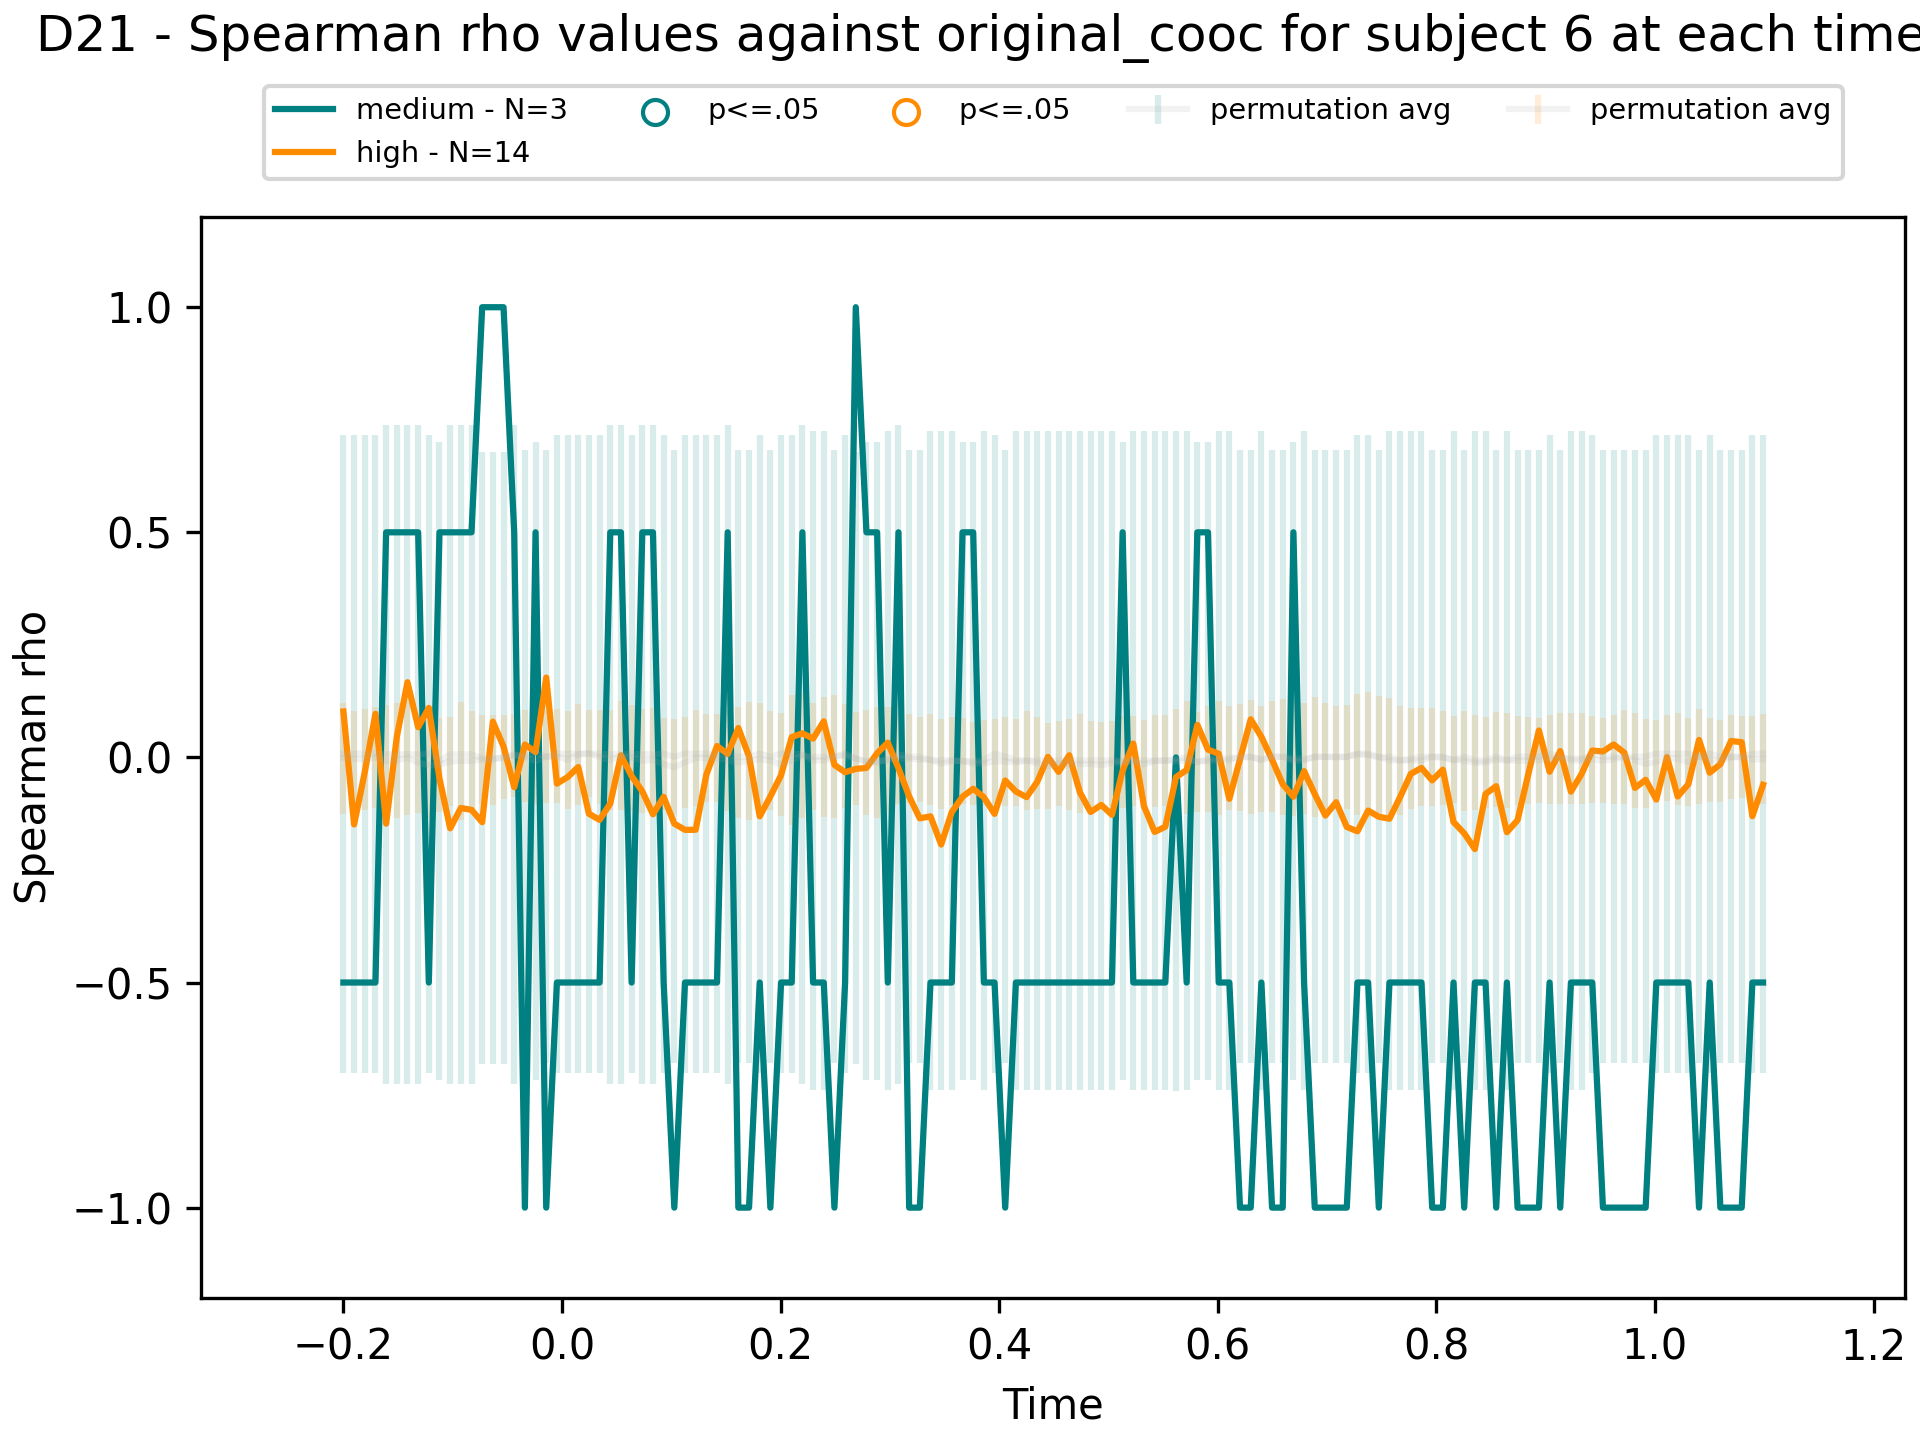 D21 - Spearman rho values against original_cooc for subject 6 at each time
medium - N=3
high - N=14
p<=.05
p<=.05
permutation avg
permutation avg
Spearman rho
1.0
0.5
0.0
−0.5
−1.0
−0.2 0.0 0.2 0.4 0.6 0.8 1.0 1.2
Time